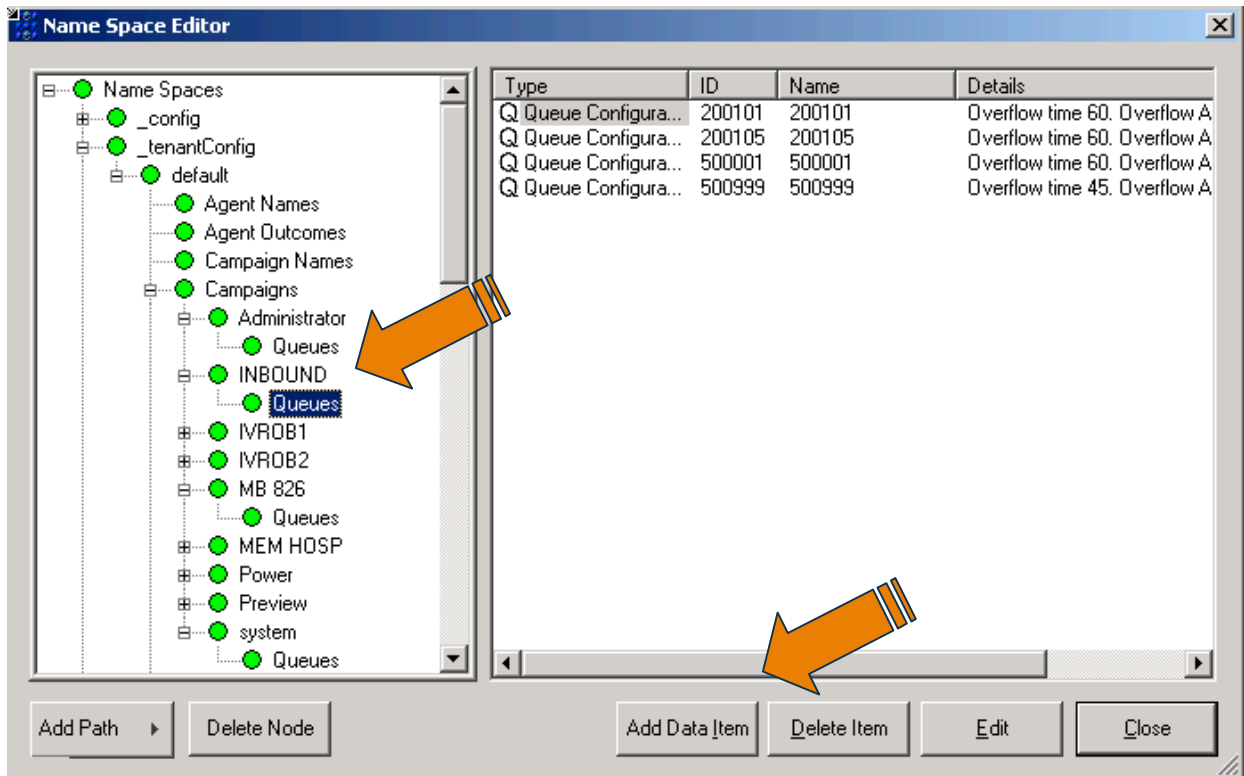 Name Space Editor
Name Spaces
_config
_tenantConfig
default
Agent Names
Agent Outcomes
Campaign Names
Campaigns
Administrator
Queues
INBOUND
Queues
IVROB1
IVROB2
MB 826
Queues
MEM HOSP
Power
Preview
system
Queues
Type ID Name Details
Q Queue Configura... 200101 200101 Overflow time 60. Overflow A
Q Queue Configura... 200105 200105 Overflow time 60. Overflow A
Q Queue Configura... 500001 500001 Overflow time 60. Overflow A
Q Queue Configura... 500999 500999 Overflow time 45. Overflow A
Add Path Delete Node Add Data Item Delete Item Edit Close